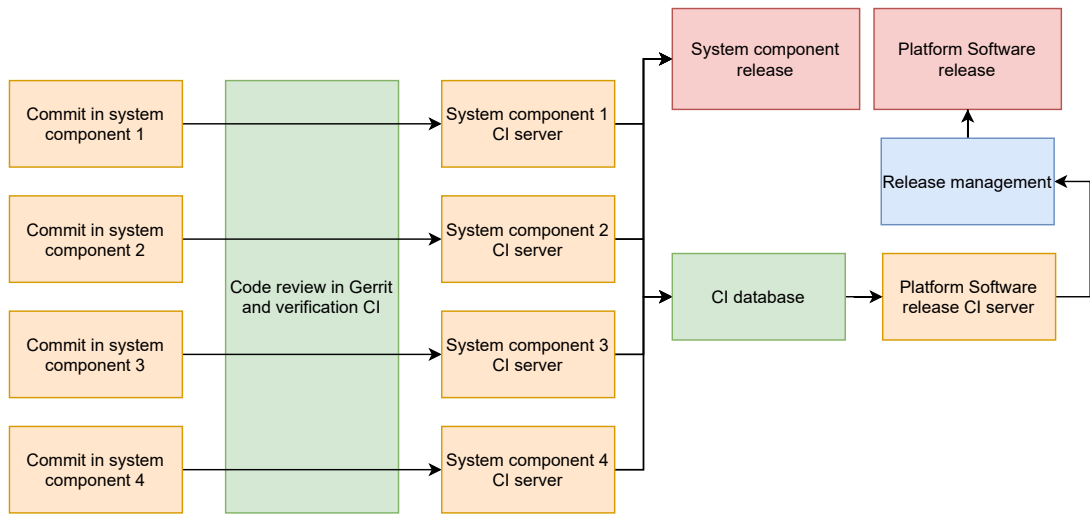 Commit in system
component 1
Commit in system
component 2
Commit in system
component 3
Commit in system
component 4
Code review in Gerrit
and verification CI
System component 1
CI server
System component 2
CI server
System component 3
CI server
System component 4
CI server
System component
release
Platform Software
release
Release management
CI database
Platform Software
release CI server